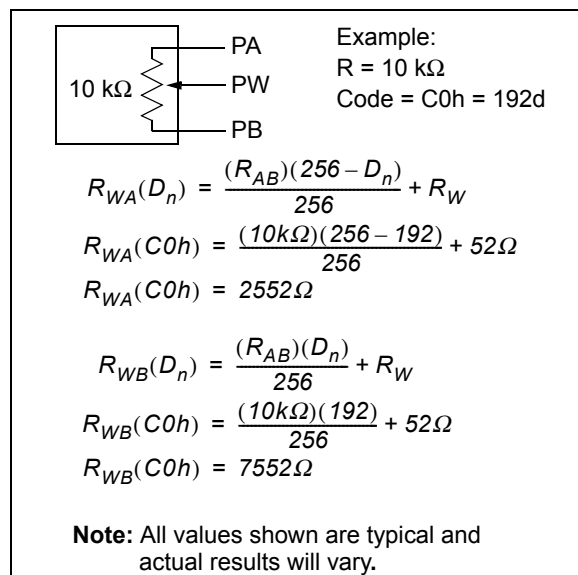 PA
10 kΩ
PW
PB
Example:
R = 10 kΩ
Code = C0h = 192d
R_WA(D_n) = (R_AB)(256 – D_n) / 256 + R_W
R_WA(C0h) = (10kΩ)(256 – 192) / 256 + 52Ω
R_WA(C0h) = 2552Ω
R_WB(D_n) = (R_AB)(D_n) / 256 + R_W
R_WB(C0h) = (10kΩ)(192) / 256 + 52Ω
R_WB(C0h) = 7552Ω
Note: All values shown are typical and
actual results will vary.